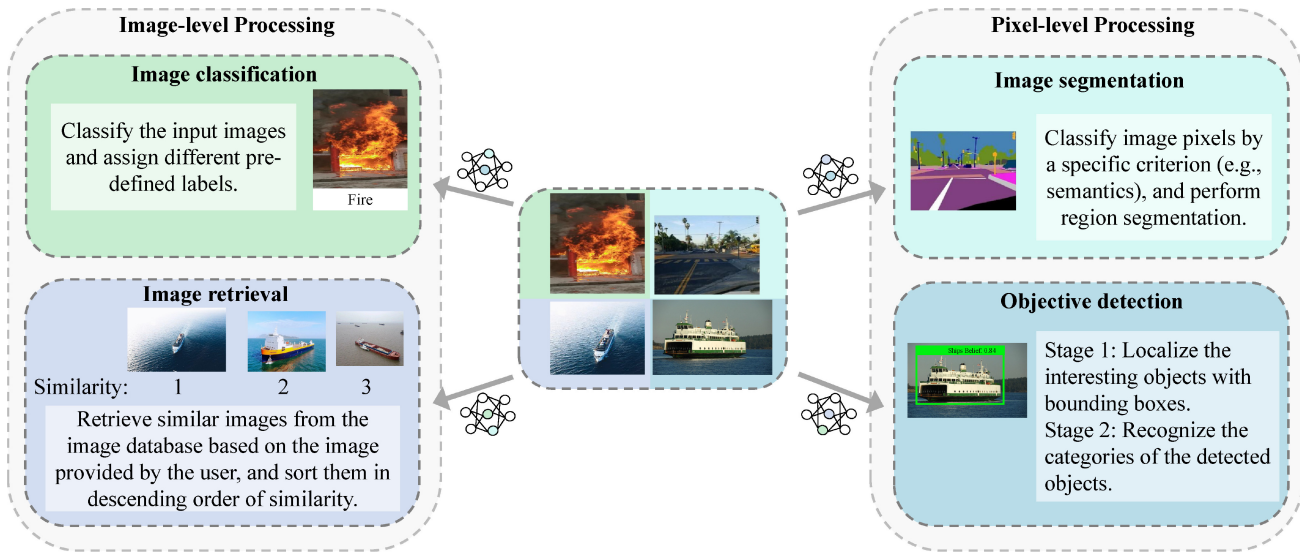 Image-level Processing
Image classification
Classify the input images
and assign different pre-
defined labels.
Fire
Image retrieval
Similarity: 1 2 3
Retrieve similar images from the
image database based on the image
provided by the user, and sort them in
descending order of similarity.
Pixel-level Processing
Image segmentation
Classify image pixels by
a specific criterion (e.g.,
semantics), and perform
region segmentation.
Objective detection
Ships Belief: 0.84
Stage 1: Localize the
interesting objects with
bounding boxes.
Stage 2: Recognize the
categories of the detected
objects.